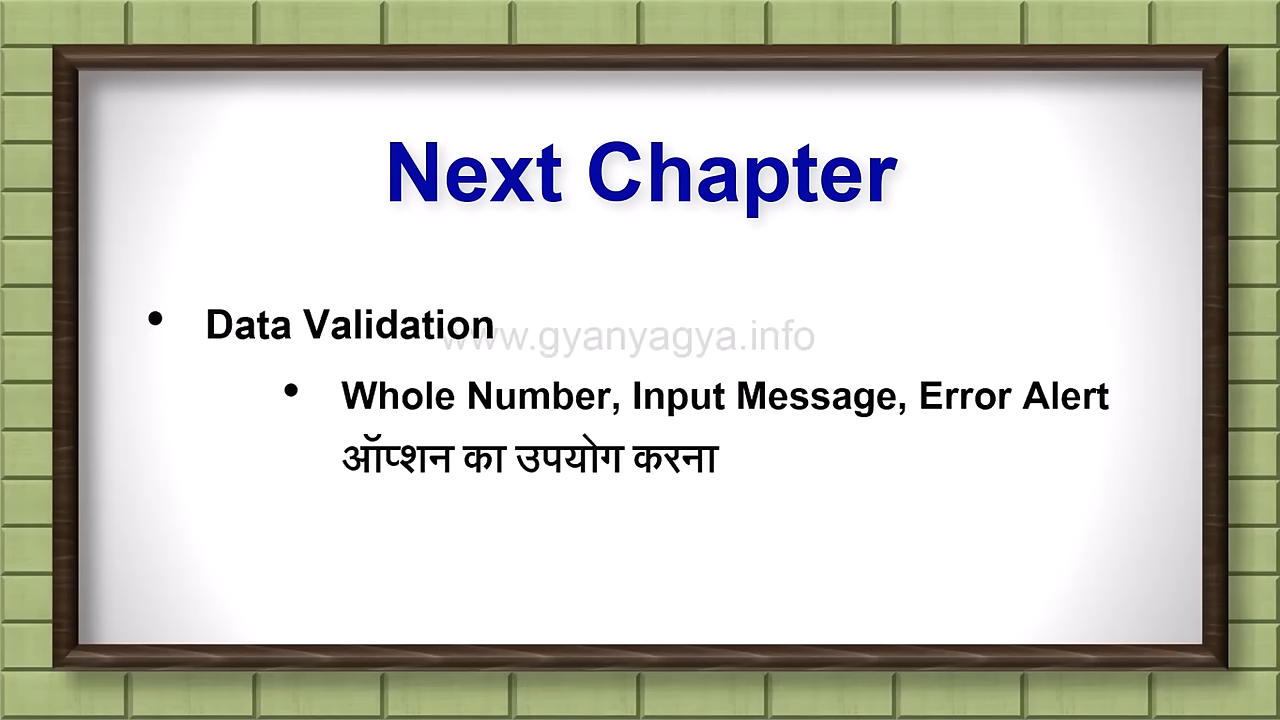 Next Chapter
• Data Validation
www.gyanyagya.info
• Whole Number, Input Message, Error Alert
ऑप्शन का उपयोग करना